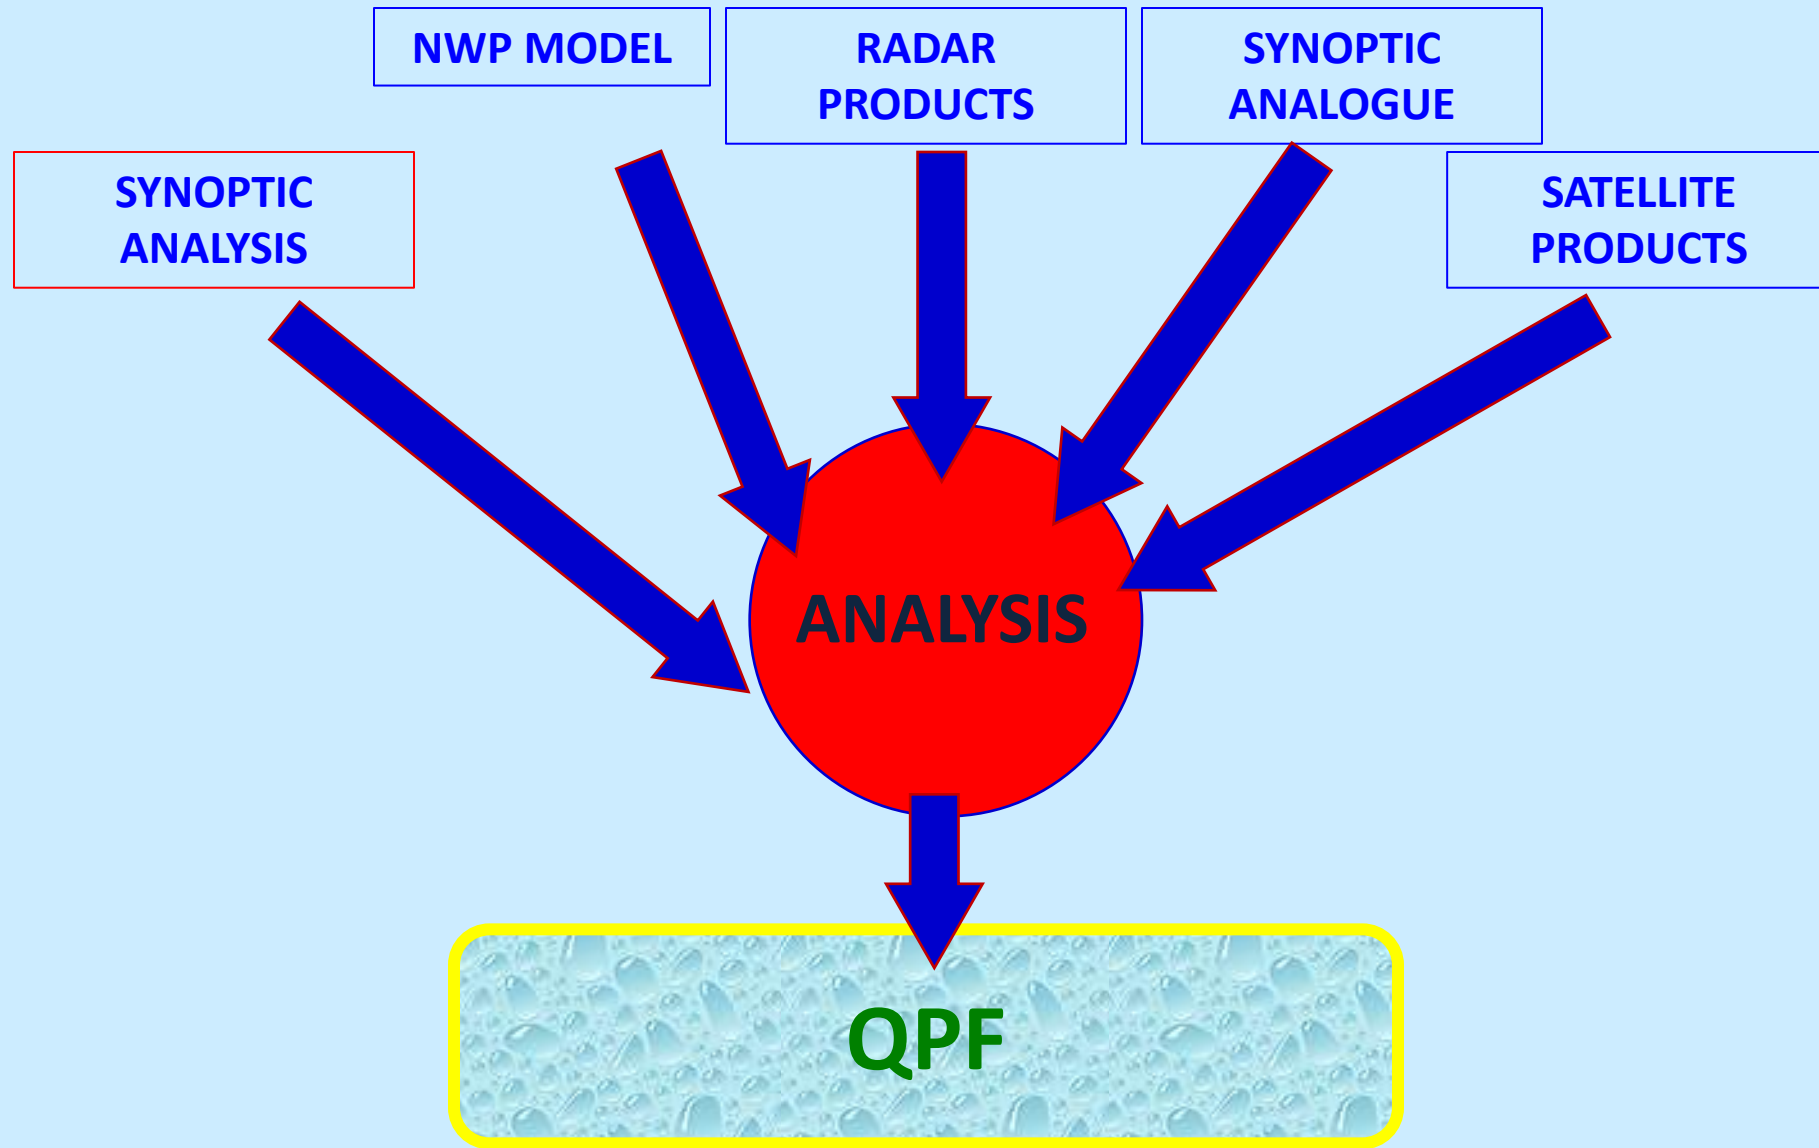 NWP MODEL
RADAR
PRODUCTS
SYNOPTIC
ANALOGUE
SYNOPTIC
ANALYSIS
SATELLITE
PRODUCTS
ANALYSIS
QPF